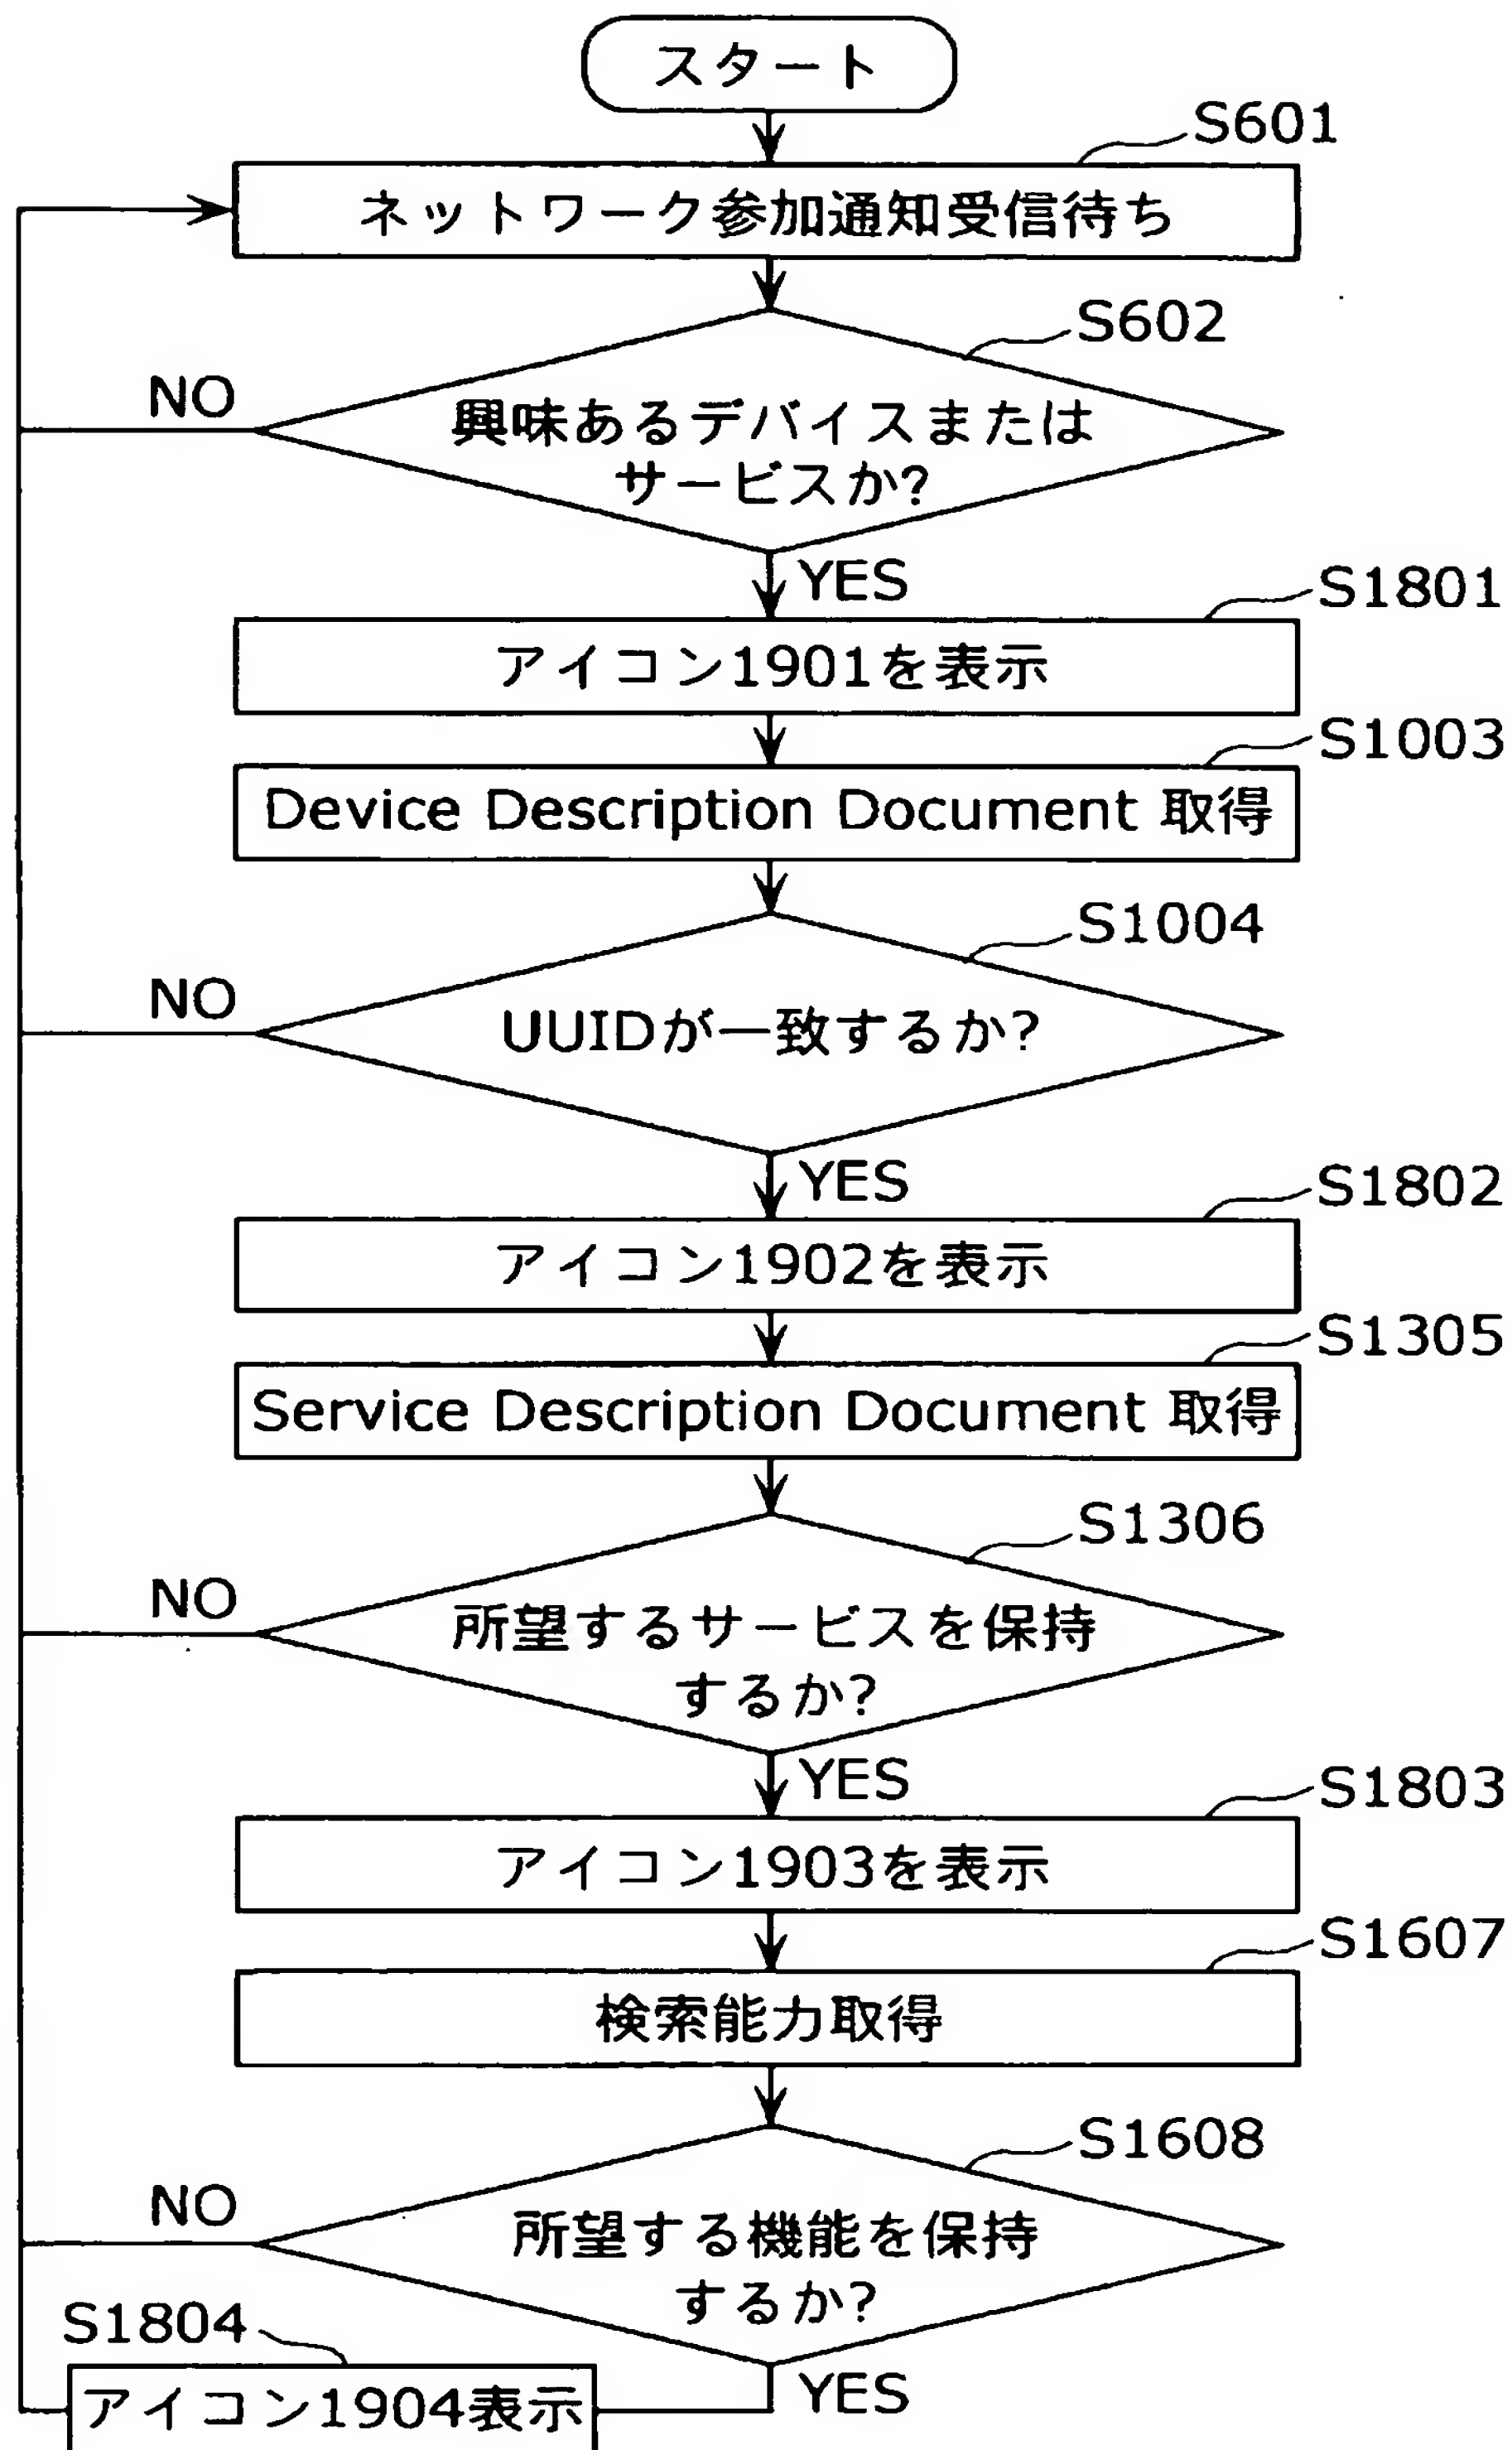 スタート
S601
ネットワーク参加通知受信待ち
S602
NO
興味あるデバイスまたは
サービスか?
YES
S1801
アイコン1901を表示
S1003
Device Description Document 取得
S1004
NO
UUIDが一致するか?
YES
S1802
アイコン1902を表示
S1305
Service Description Document 取得
S1306
NO
所望するサービスを保持
するか?
YES
S1803
アイコン1903を表示
S1607
検索能力取得
S1608
NO
所望する機能を保持
するか?
S1804
YES
アイコン1904表示